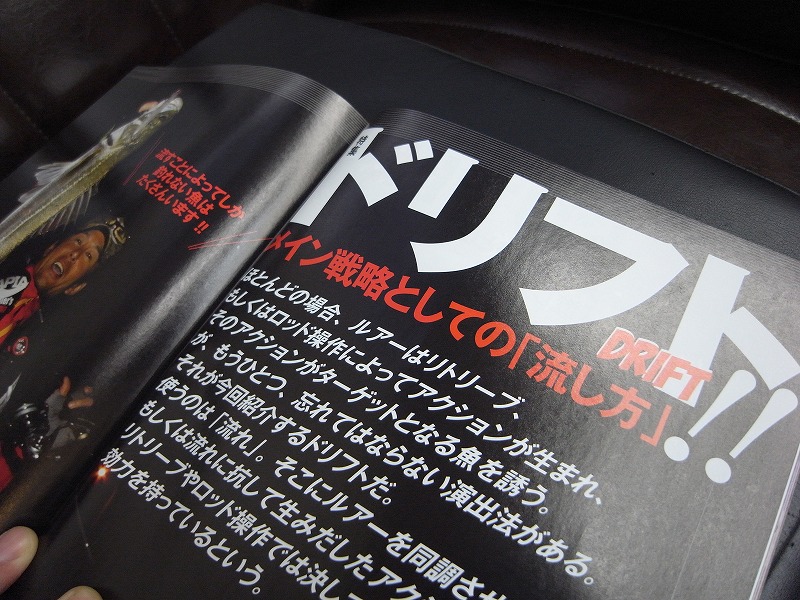 流すことによってしか
釣れない魚は
たくさんいます!!
特集
ドリフト!!
DRIFT
メイン戦略としての「流し方」
ほとんどの場合、ルアーはリトリーブ、
もしくはロッド操作によってアクションが生まれ、
そのアクションがターゲットとなる魚を誘う。
が、もうひとつ、忘れてはならない演出法がある。
それが今回紹介するドリフトだ。
使うのは「流れ」。そこにルアーを同調させ
もしくは流れに抗して生みだしたアク
リトリーブやロッド操作では決し
効力を持っているという。